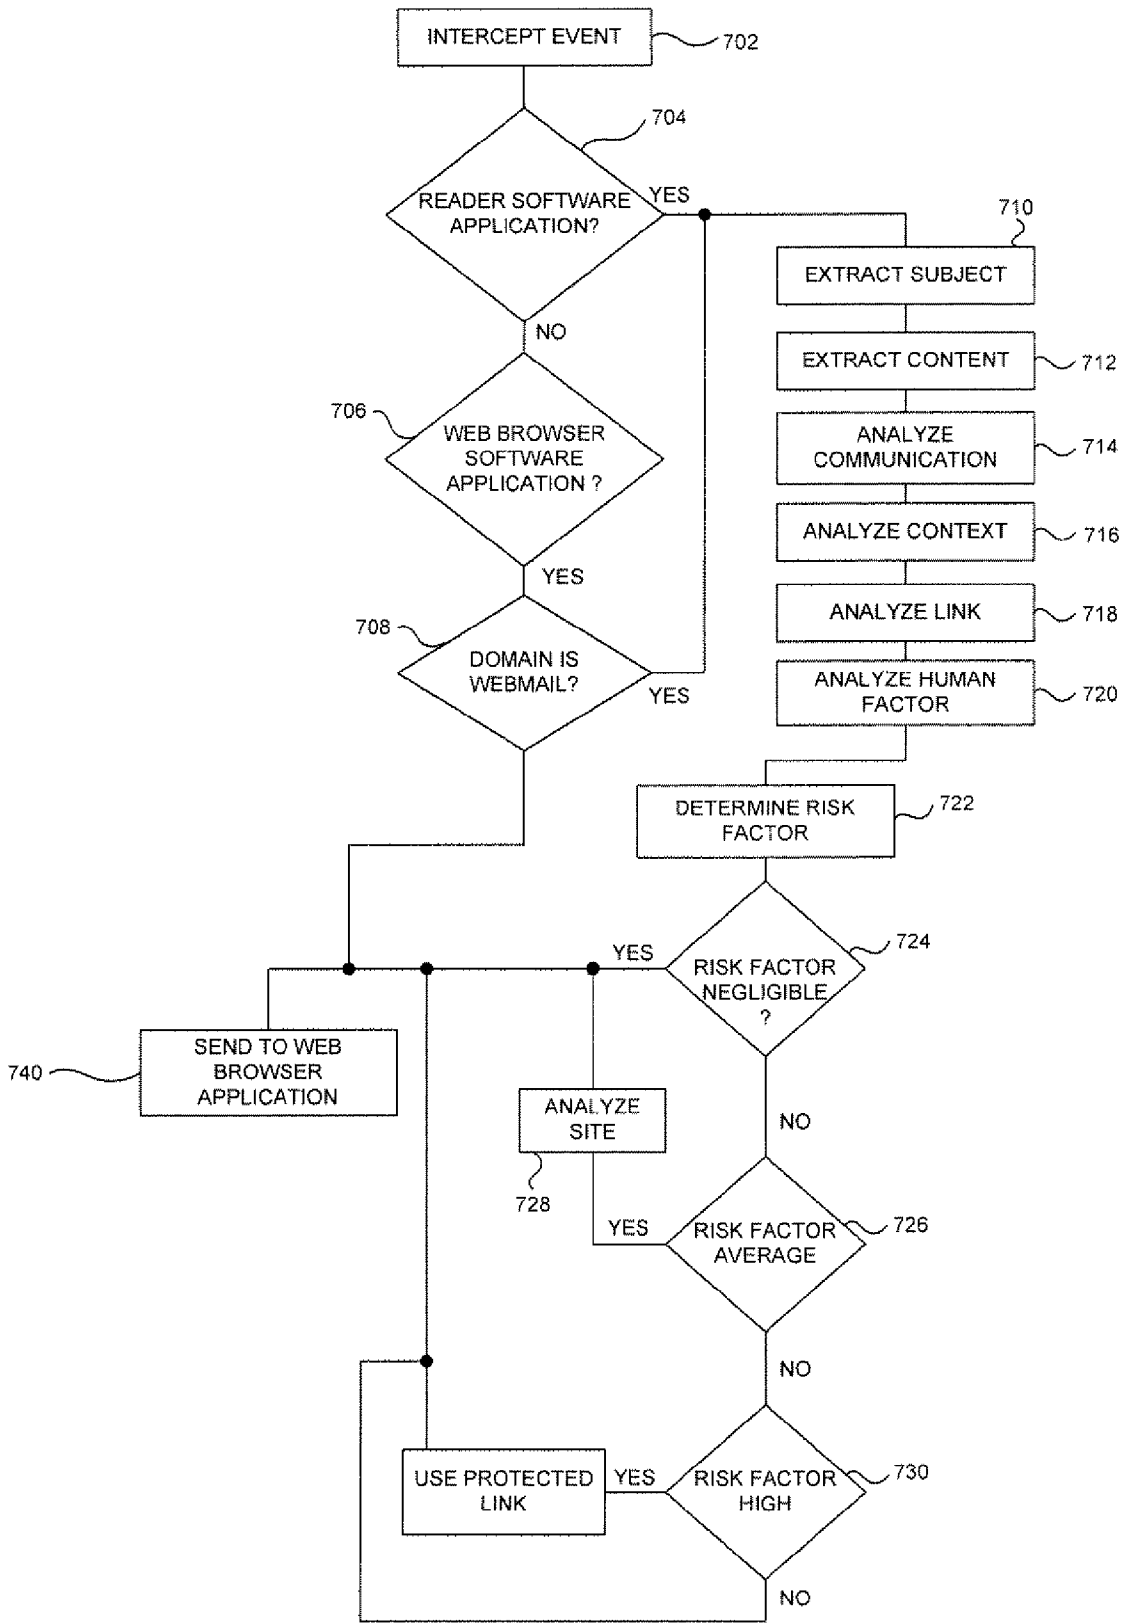 INTERCEPT EVENT
702
704
READER SOFTWARE
APPLICATION?
YES
NO
710
EXTRACT SUBJECT
EXTRACT CONTENT
712
706
WEB BROWSER
SOFTWARE
APPLICATION ?
YES
ANALYZE
COMMUNICATION
714
ANALYZE CONTEXT
716
ANALYZE LINK
718
708
DOMAIN IS
WEBMAIL?
YES
ANALYZE HUMAN
FACTOR
720
DETERMINE RISK
FACTOR
722
724
YES
RISK FACTOR
NEGLIGIBLE
?
NO
740
SEND TO WEB
BROWSER
APPLICATION
ANALYZE
SITE
728
YES
RISK FACTOR
AVERAGE
726
NO
USE PROTECTED
LINK
YES
RISK FACTOR
HIGH
730
NO